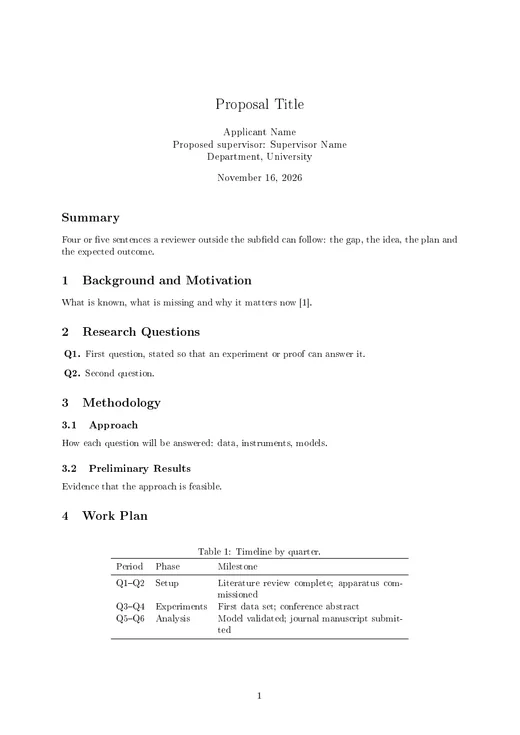 Proposal Title
Applicant Name
Proposed supervisor: Supervisor Name
Department, University
November 16, 2026
Summary
Four or five sentences a reviewer outside the subfield can follow: the gap, the idea, the plan and
the expected outcome.
1 Background and Motivation
What is known, what is missing and why it matters now [1].
2 Research Questions
Q1. First question, stated so that an experiment or proof can answer it.
Q2. Second question.
3 Methodology
3.1 Approach
How each question will be answered: data, instruments, models.
3.2 Preliminary Results
Evidence that the approach is feasible.
4 Work Plan
Table 1: Timeline by quarter.
Period Phase Milestone
Q1–Q2 Setup Literature review complete; apparatus com-
missioned
Q3–Q4 Experiments First data set; conference abstract
Q5–Q6 Analysis Model validated; journal manuscript submit-
ted
1